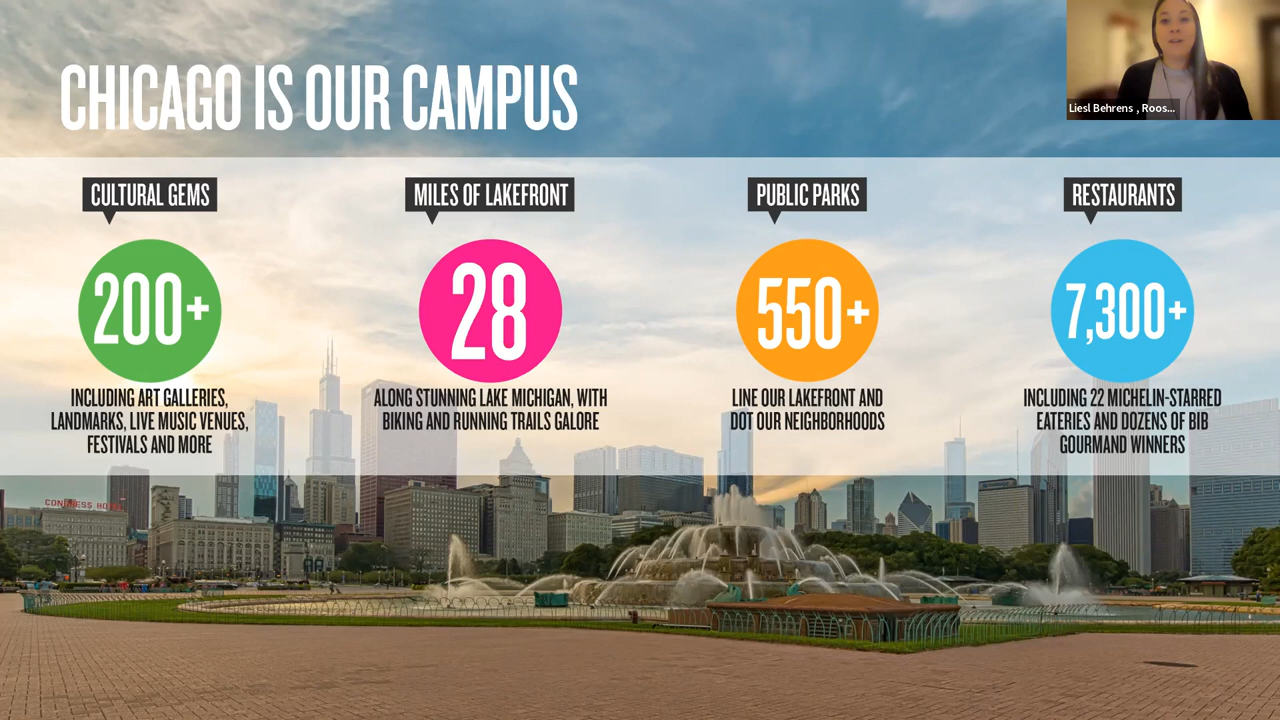 CHICAGO IS OUR CAMPUS
Liesl Behrens , Roos...
CULTURAL GEMS
200+
INCLUDING ART GALLERIES,
LANDMARKS, LIVE MUSIC VENUES,
FESTIVALS AND MORE
MILES OF LAKEFRONT
28
ALONG STUNNING LAKE MICHIGAN, WITH
BIKING AND RUNNING TRAILS GALORE
PUBLIC PARKS
550+
LINE OUR LAKEFRONT AND
DOT OUR NEIGHBORHOODS
RESTAURANTS
7,300+
INCLUDING 22 MICHELIN-STARRED
EATERIES AND DOZENS OF BIB
GOURMAND WINNERS